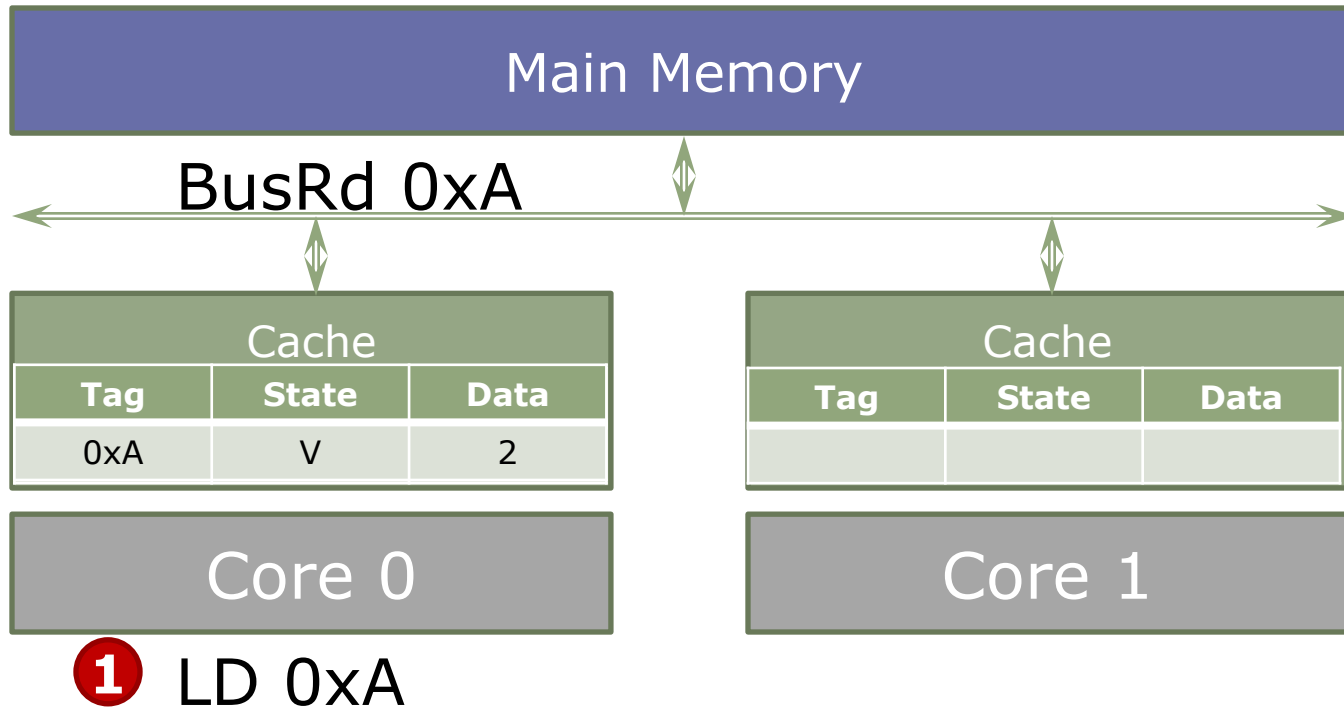 Main Memory
BusRd 0xA
Cache
Tag State Data
0xA V 2
Cache
Tag State Data
Core 0
Core 1
1 LD 0xA